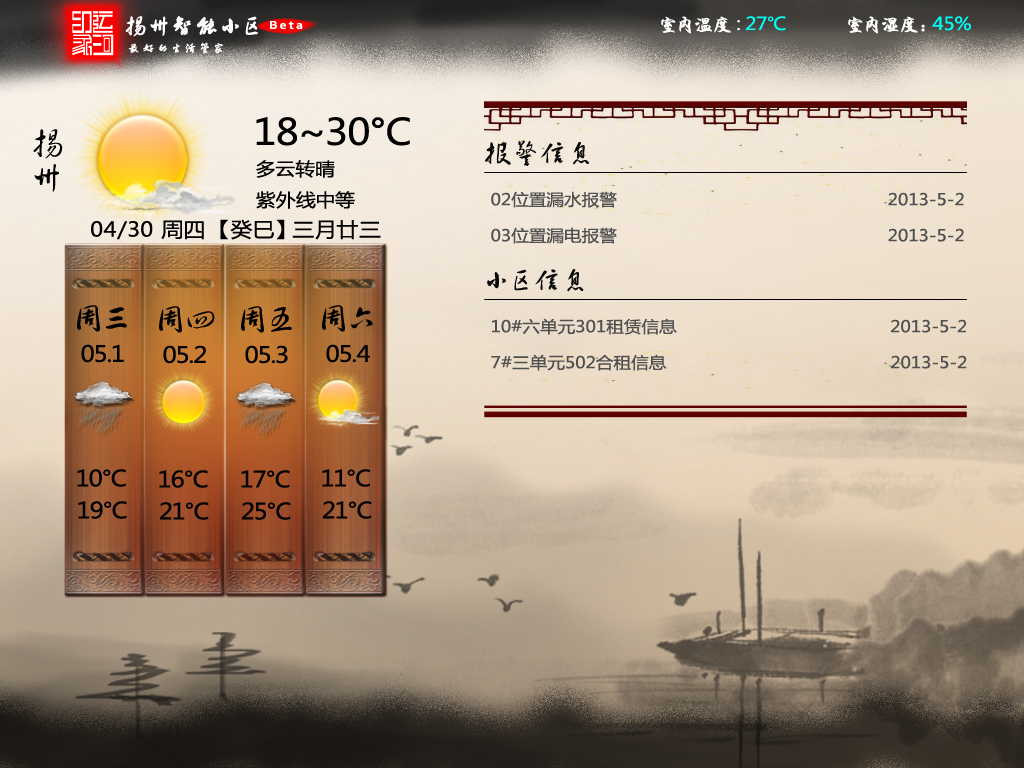 扬州智能小区 Beta
最好的生活管家
室内温度：27℃ 室内湿度：45%
扬州
18~30°C
多云转晴
紫外线中等
04/30 周四【癸巳】三月廿三
周三 周四 周五 周六
05.1 05.2 05.3 05.4
10°C 16°C 17°C 11°C
19°C 21°C 25°C 21°C
报警信息
02位置漏水报警 2013-5-2
03位置漏电报警 2013-5-2
小区信息
10#六单元301租赁信息 2013-5-2
7#三单元502合租信息 2013-5-2